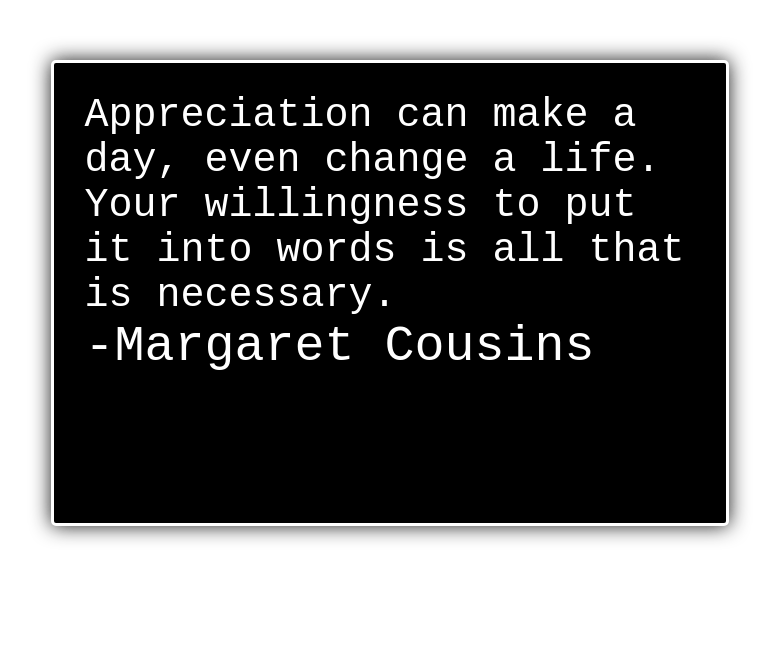 Appreciation can make a
day, even change a life.
Your willingness to put
it into words is all that
is necessary.
-Margaret Cousins